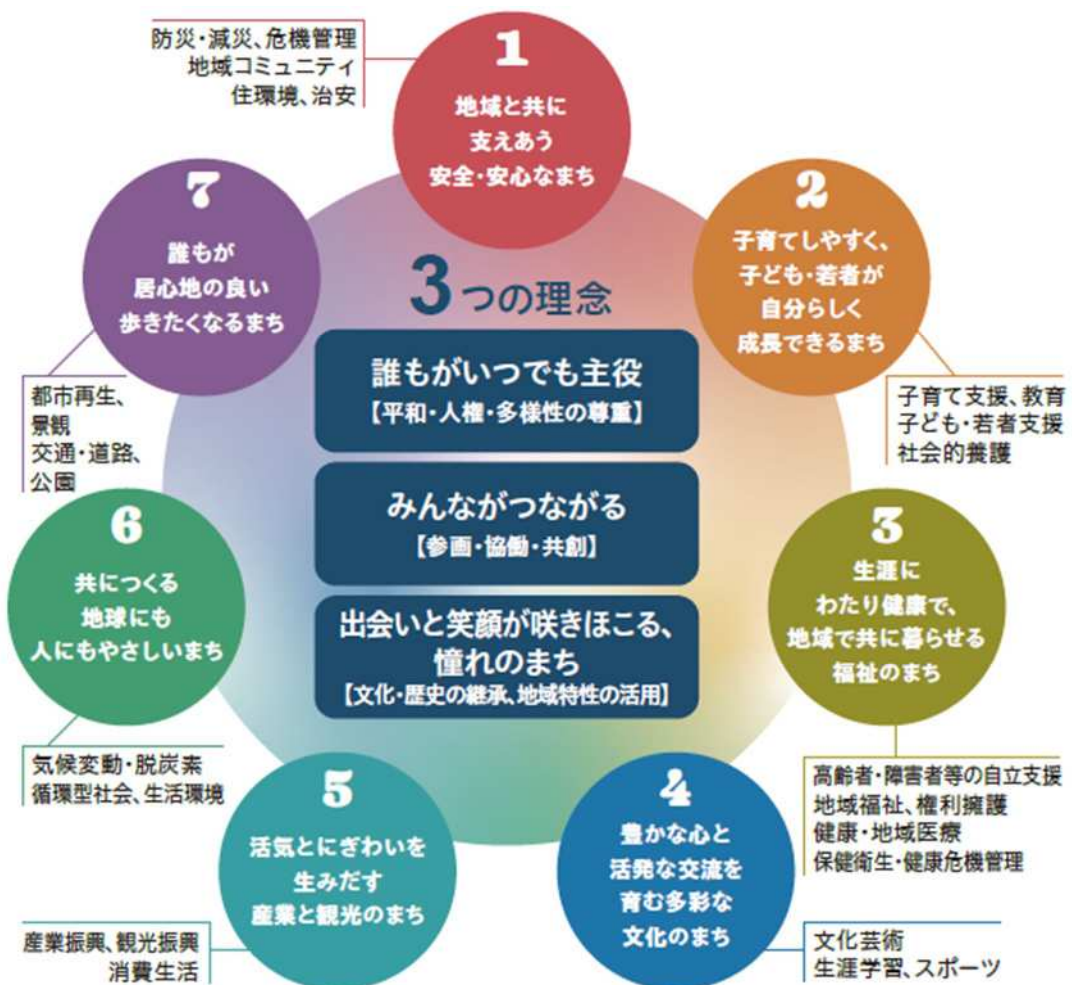 防災・減災、危機管理
地域コミュニティ
住環境、治安
1
地域と共に
支えあう
安全・安心なまち
2
子育てしやすく、
子ども・若者が
自分らしく
成長できるまち
子育て支援、教育
子ども・若者支援
社会的養護
3
生涯に
わたり健康で、
地域で共に暮らせる
福祉のまち
高齢者・障害者等の自立支援
地域福祉、権利擁護
健康・地域医療
保健衛生・健康危機管理
4
豊かな心と
活発な交流を
育む多彩な
文化のまち
文化芸術
生涯学習、スポーツ
5
活気とにぎわいを
生みだす
産業と観光のまち
産業振興、観光振興
消費生活
6
共につくる
地球にも
人にもやさしいまち
気候変動・脱炭素
循環型社会、生活環境
7
誰もが
居心地の良い
歩きたくなるまち
都市再生、
景観
交通・道路、
公園
3つの理念
誰もがいつでも主役
【平和・人権・多様性の尊重】
みんながつながる
【参画・協働・共創】
出会いと笑顔が咲きほこる、
憧れのまち
【文化・歴史の継承、地域特性の活用】